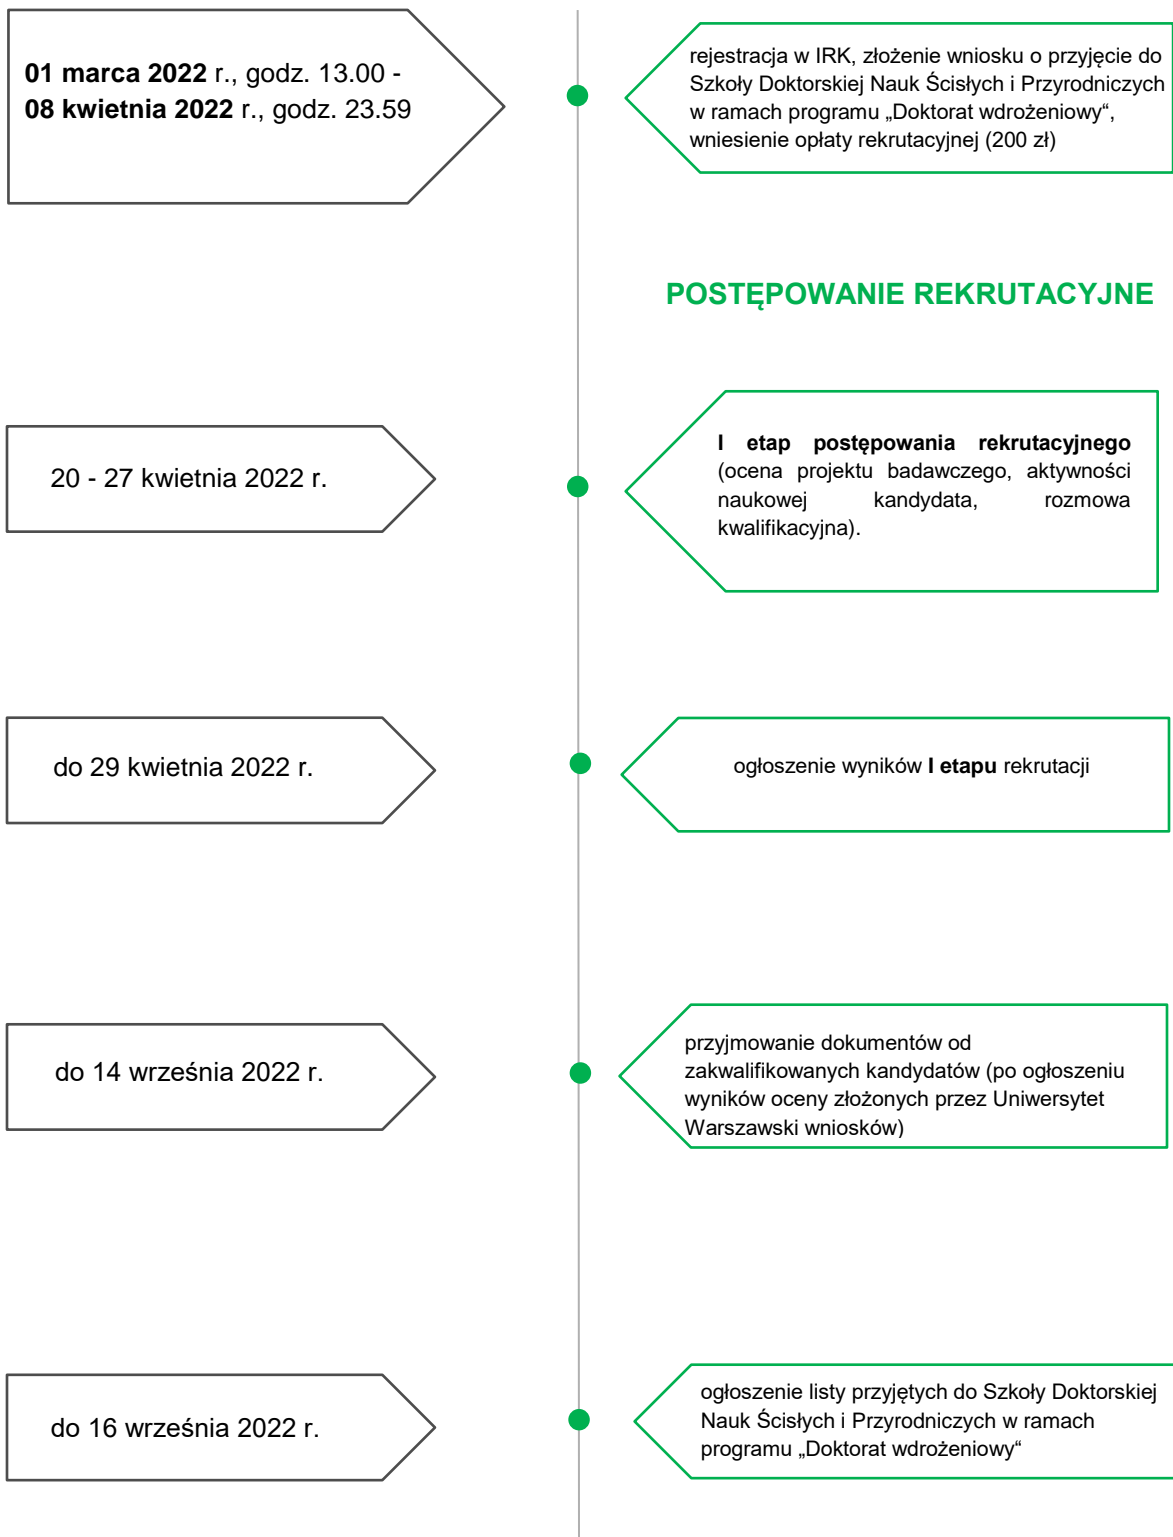 01 marca 2022 r., godz. 13.00 -
08 kwietnia 2022 r., godz. 23.59
rejestracja w IRK, złożenie wniosku o przyjęcie do
Szkoły Doktorskiej Nauk Ścisłych i Przyrodniczych
w ramach programu „Doktorat wdrożeniowy“,
wniesienie opłaty rekrutacyjnej (200 zł)
POSTĘPOWANIE REKRUTACYJNE
20 - 27 kwietnia 2022 r.
I etap postępowania rekrutacyjnego
(ocena projektu badawczego, aktywności
naukowej kandydata, rozmowa
kwalifikacyjna).
do 29 kwietnia 2022 r.
ogłoszenie wyników I etapu rekrutacji
do 14 września 2022 r.
przyjmowanie dokumentów od
zakwalifikowanych kandydatów (po ogłoszeniu
wyników oceny złożonych przez Uniwersytet
Warszawski wniosków)
do 16 września 2022 r.
ogłoszenie listy przyjętych do Szkoły Doktorskiej
Nauk Ścisłych i Przyrodniczych w ramach
programu „Doktorat wdrożeniowy“